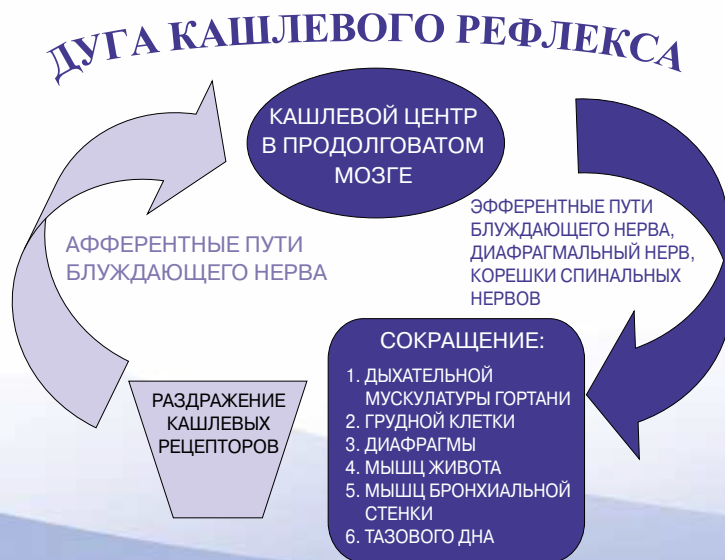 ДУГА КАШЛЕВОГО РЕФЛЕКСА
КАШЛЕВОЙ ЦЕНТР
В ПРОДОЛГОВАТОМ
МОЗГЕ
АФФЕРЕНТНЫЕ ПУТИ
БЛУЖДАЮЩЕГО НЕРВА
ЭФФЕРЕНТНЫЕ ПУТИ
БЛУЖДАЮЩЕГО НЕРВА,
ДИАФРАГМАЛЬНЫЙ НЕРВ,
КОРЕШКИ СПИНАЛЬНЫХ
НЕРВОВ
РАЗДРАЖЕНИЕ
КАШЛЕВЫХ
РЕЦЕПТОРОВ
СОКРАЩЕНИЕ:
1. ДЫХАТЕЛЬНОЙ
МУСКУЛАТУРЫ ГОРТАНИ
2. ГРУДНОЙ КЛЕТКИ
3. ДИАФРАГМЫ
4. МЫШЦ ЖИВОТА
5. МЫШЦ БРОНХИАЛЬНОЙ
СТЕНКИ
6. ТАЗОВОГО ДНА